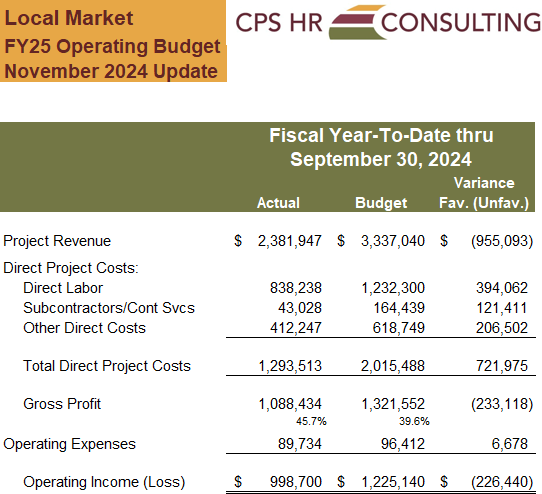 Local Market
FY25 Operating Budget
November 2024 Update
CPS HR CONSULTING
Fiscal Year-To-Date thru
September 30, 2024
Variance
Actual Budget Fav. (Unfav.)
Project Revenue $ 2,381,947 $ 3,337,040 $ (955,093)
Direct Project Costs:
Direct Labor 838,238 1,232,300 394,062
Subcontractors/Cont Svcs 43,028 164,439 121,411
Other Direct Costs 412,247 618,749 206,502
Total Direct Project Costs 1,293,513 2,015,488 721,975
Gross Profit 1,088,434 1,321,552 (233,118)
45.7% 39.6%
Operating Expenses 89,734 96,412 6,678
Operating Income (Loss) $ 998,700 $ 1,225,140 $ (226,440)